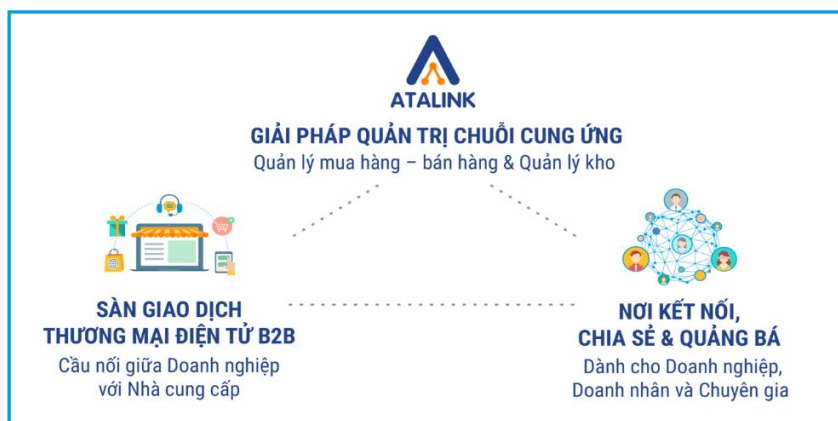 ATALINK
GIẢI PHÁP QUẢN TRỊ CHUỖI CUNG ỨNG
Quản lý mua hàng – bán hàng & Quản lý kho
SÀN GIAO DỊCH
THƯƠNG MẠI ĐIỆN TỬ B2B
Cầu nối giữa Doanh nghiệp
với Nhà cung cấp
NƠI KẾT NỐI,
CHIA SẺ & QUẢNG BÁ
Dành cho Doanh nghiệp,
Doanh nhân và Chuyên gia